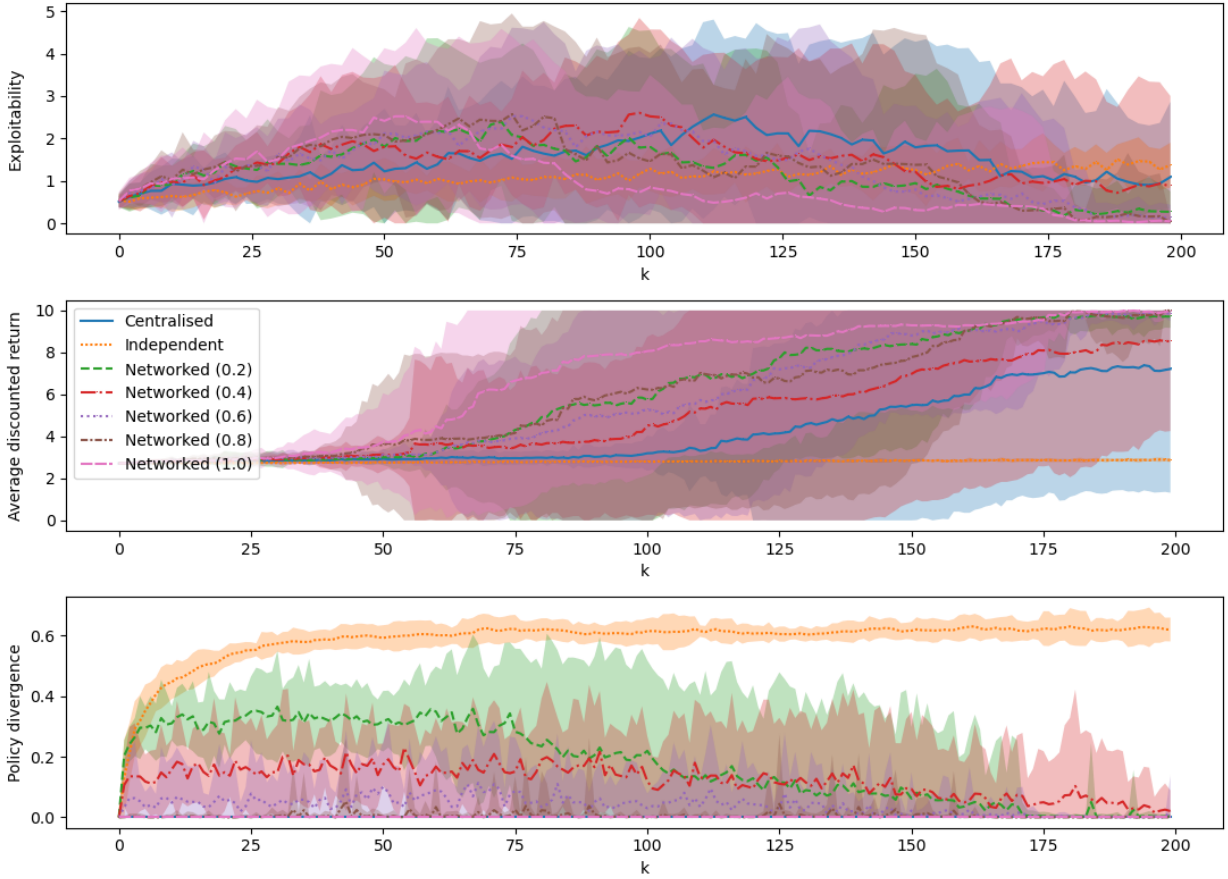 Exploitability
5
4
3
2
1
0
0 25 50 75 100 125 150 175 200
k
Average discounted return
10
8
6
4
2
0
Centralised
Independent
Networked (0.2)
Networked (0.4)
Networked (0.6)
Networked (0.8)
Networked (1.0)
0 25 50 75 100 125 150 175 200
k
Policy divergence
0.6
0.4
0.2
0.0
0 25 50 75 100 125 150 175 200
k